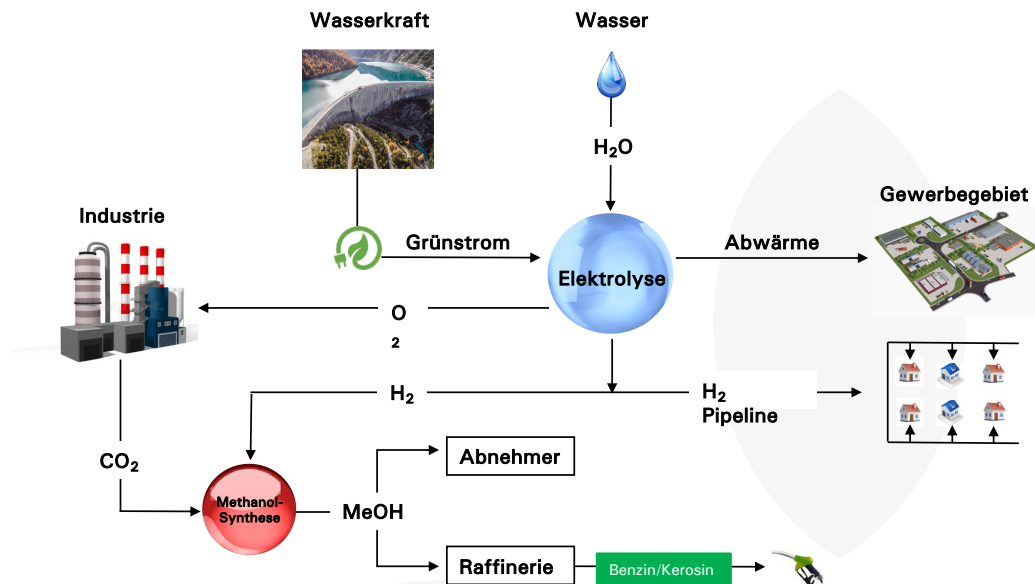 Wasserkraft
Wasser
H₂O
Industrie
Gewerbegebiet
Grünstrom
Elektrolyse
Abwärme
O
2
H₂
H₂
Pipeline
CO₂
Abnehmer
Methanol-
Synthese
MeOH
Raffinerie
Benzin/Kerosin